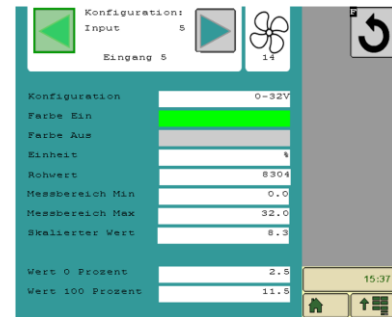 Konfiguration:
Input 5
Eingang 5
14
Konfiguration 0-32V
Farbe Ein
Farbe Aus
Einheit %
Rohwert 8304
Messbereich Min 0.0
Messbereich Max 32.0
Skalierter Wert 8.3
Wert 0 Prozent 2.5
Wert 100 Prozent 11.5
15:37